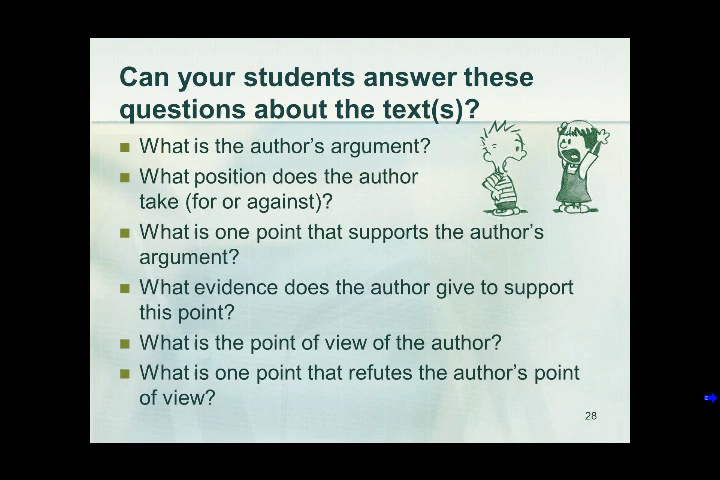 Can your students answer these
questions about the text(s)?
What is the author's argument?
What position does the author
take (for or against)?
What is one point that supports the author's
argument?
What evidence does the author give to support
this point?
What is the point of view of the author?
What is one point that refutes the author's point
of view?
28